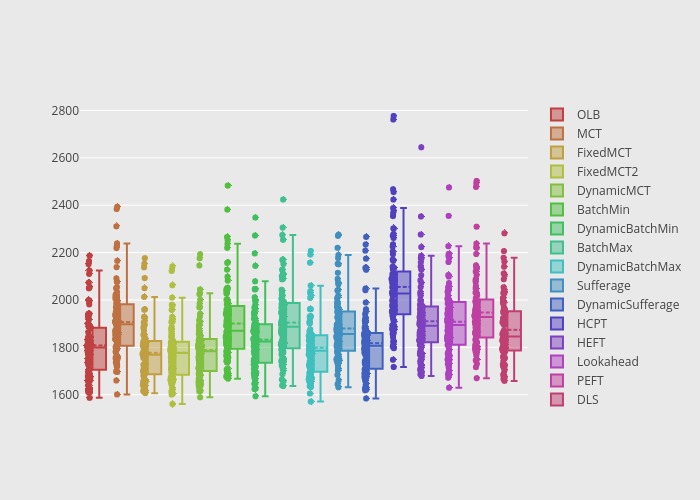 2800
2600
2400
2200
2000
1800
1600
OLB
MCT
FixedMCT
FixedMCT2
DynamicMCT
BatchMin
DynamicBatchMin
BatchMax
DynamicBatchMax
Sufferage
DynamicSufferage
HCPT
HEFT
Lookahead
PEFT
DLS